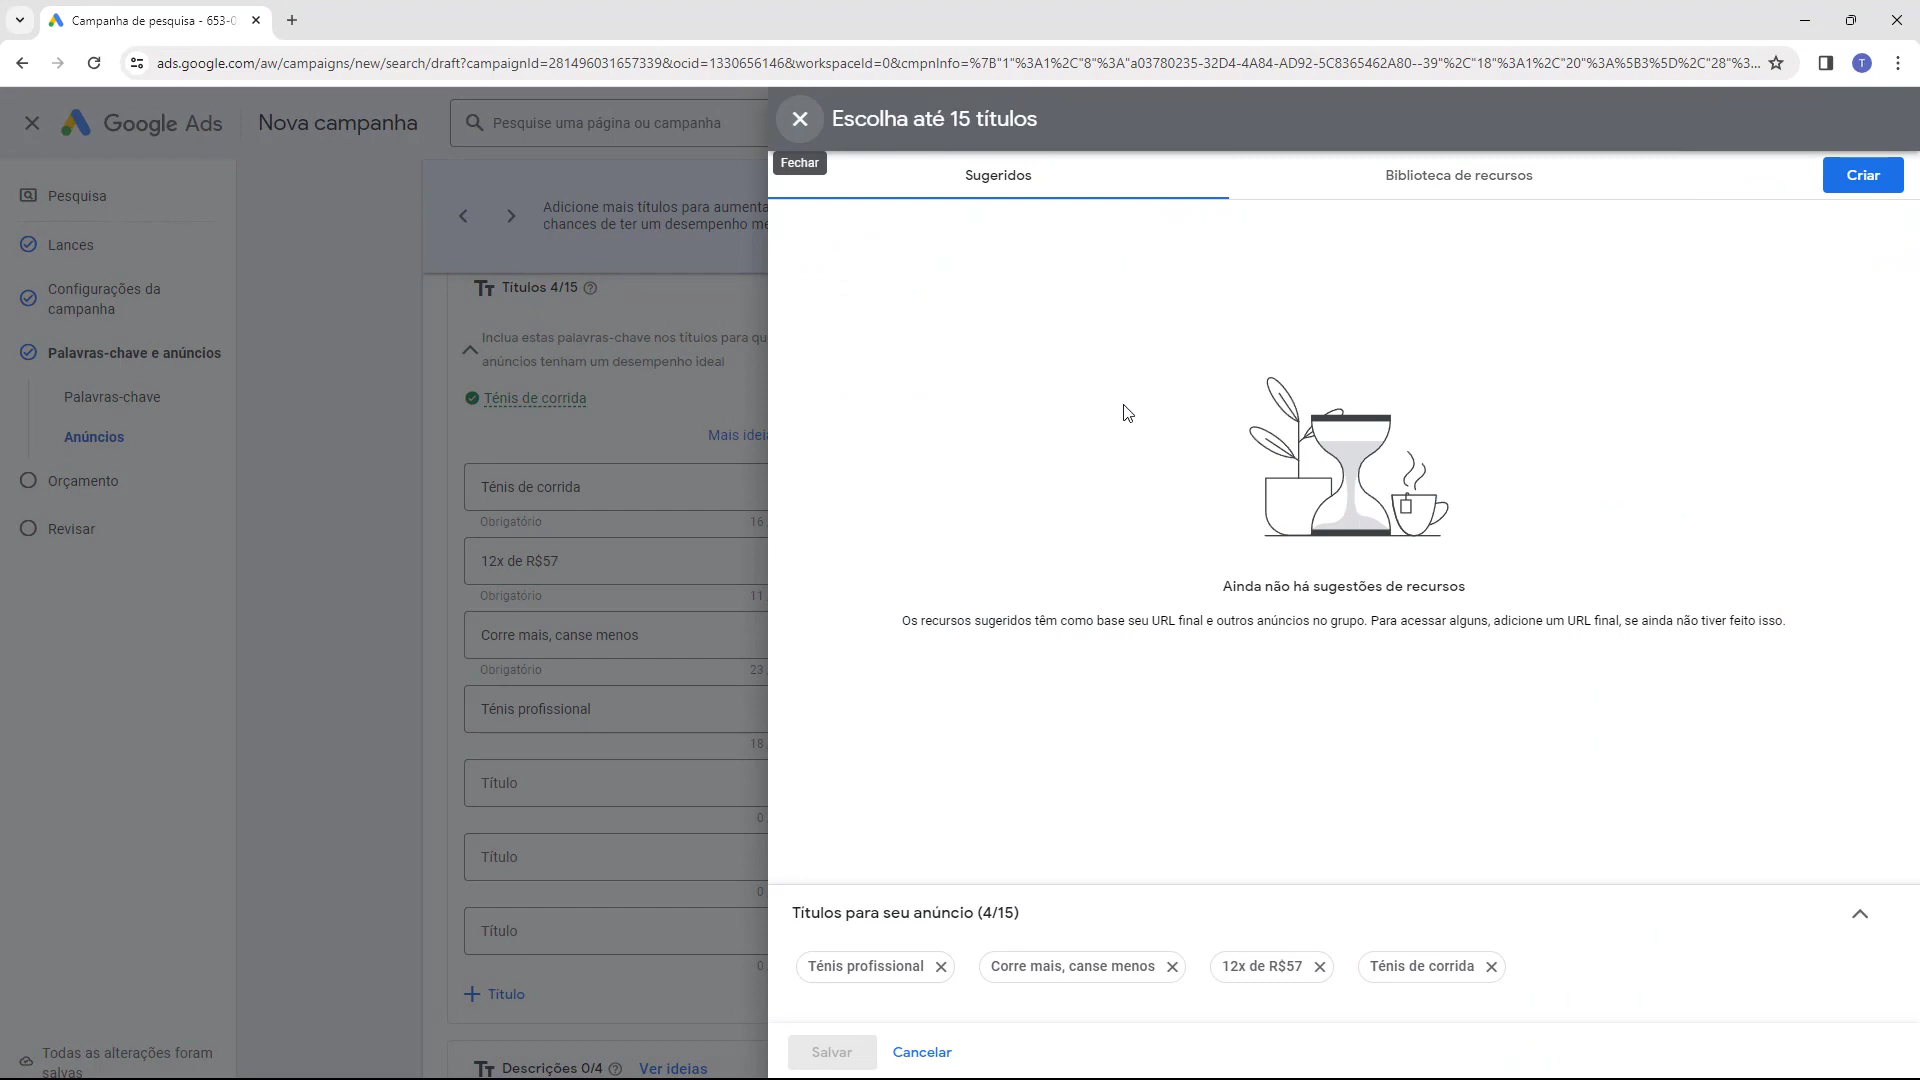 Campanha de pesquisa - 653-0
ads.google.com/aw/campaigns/new/search/draft?campaignId=281496031657339&ocid=1330656146&workspaceId=0&cmpnInfo=%7B"1"%3A1%2C"8"%3A"a03780235-32D4-4A84-AD92-5C8365462A80--39"%2C"18"%3A1%2C"20"%3A%5B3%5D%2C"28"%3...
T
Google Ads
Nova campanha
Pesquise uma página ou campanha
Escolha até 15 títulos
Fechar
Sugeridos
Biblioteca de recursos
Criar
Pesquisa
Lances
Configurações da
campanha
Palavras-chave e anúncios
Palavras-chave
Anúncios
Orçamento
Revisar
Todas as alterações foram
salvas
Adicione mais títulos para aumenta
chances de ter um desempenho me
Títulos 4/15
Inclua estas palavras-chave nos títulos para qu
anúncios tenham um desempenho ideal
Ténis de corrida
Mais ideia
Ténis de corrida
Obrigatório 16
12x de R$57
Obrigatório 11
Corre mais, canse menos
Obrigatório 23
Ténis profissional
18
Título
0
Título
0
Título
0
Título
Descrições 0/4 Ver ideias
Ainda não há sugestões de recursos
Os recursos sugeridos têm como base seu URL final e outros anúncios no grupo. Para acessar alguns, adicione um URL final, se ainda não tiver feito isso.
Títulos para seu anúncio (4/15)
Ténis profissional
Corre mais, canse menos
12x de R$57
Ténis de corrida
Salvar
Cancelar